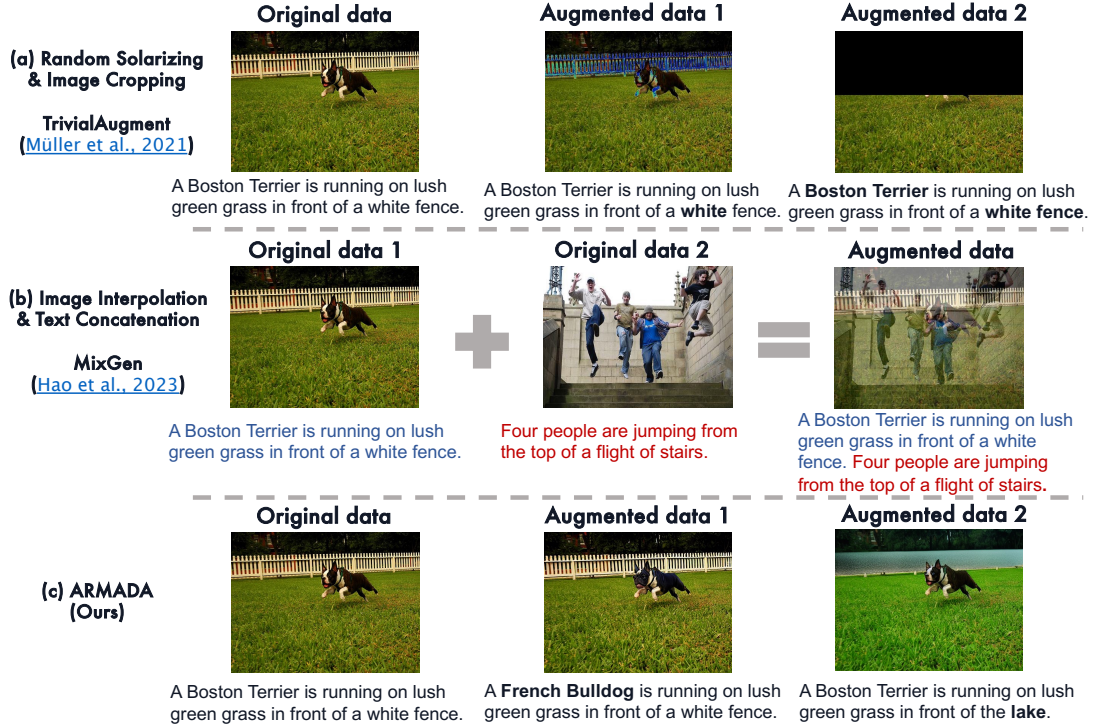 Original data
Augmented data 1
Augmented data 2
(a) Random Solarizing
& Image Cropping
TrivialAugment
(Müller et al., 2021)
A Boston Terrier is running on lush
green grass in front of a white fence.
A Boston Terrier is running on lush
green grass in front of a white fence.
A Boston Terrier is running on lush
green grass in front of a white fence.
Original data 1
Original data 2
Augmented data
(b) Image Interpolation
& Text Concatenation
MixGen
(Hao et al., 2023)
A Boston Terrier is running on lush
green grass in front of a white fence.
Four people are jumping from
the top of a flight of stairs.
A Boston Terrier is running on lush
green grass in front of a white
fence. Four people are jumping
from the top of a flight of stairs.
Original data
Augmented data 1
Augmented data 2
(c) ARMADA
(Ours)
A Boston Terrier is running on lush
green grass in front of a white fence.
A French Bulldog is running on lush
green grass in front of a white fence.
A Boston Terrier is running on lush
green grass in front of the lake.